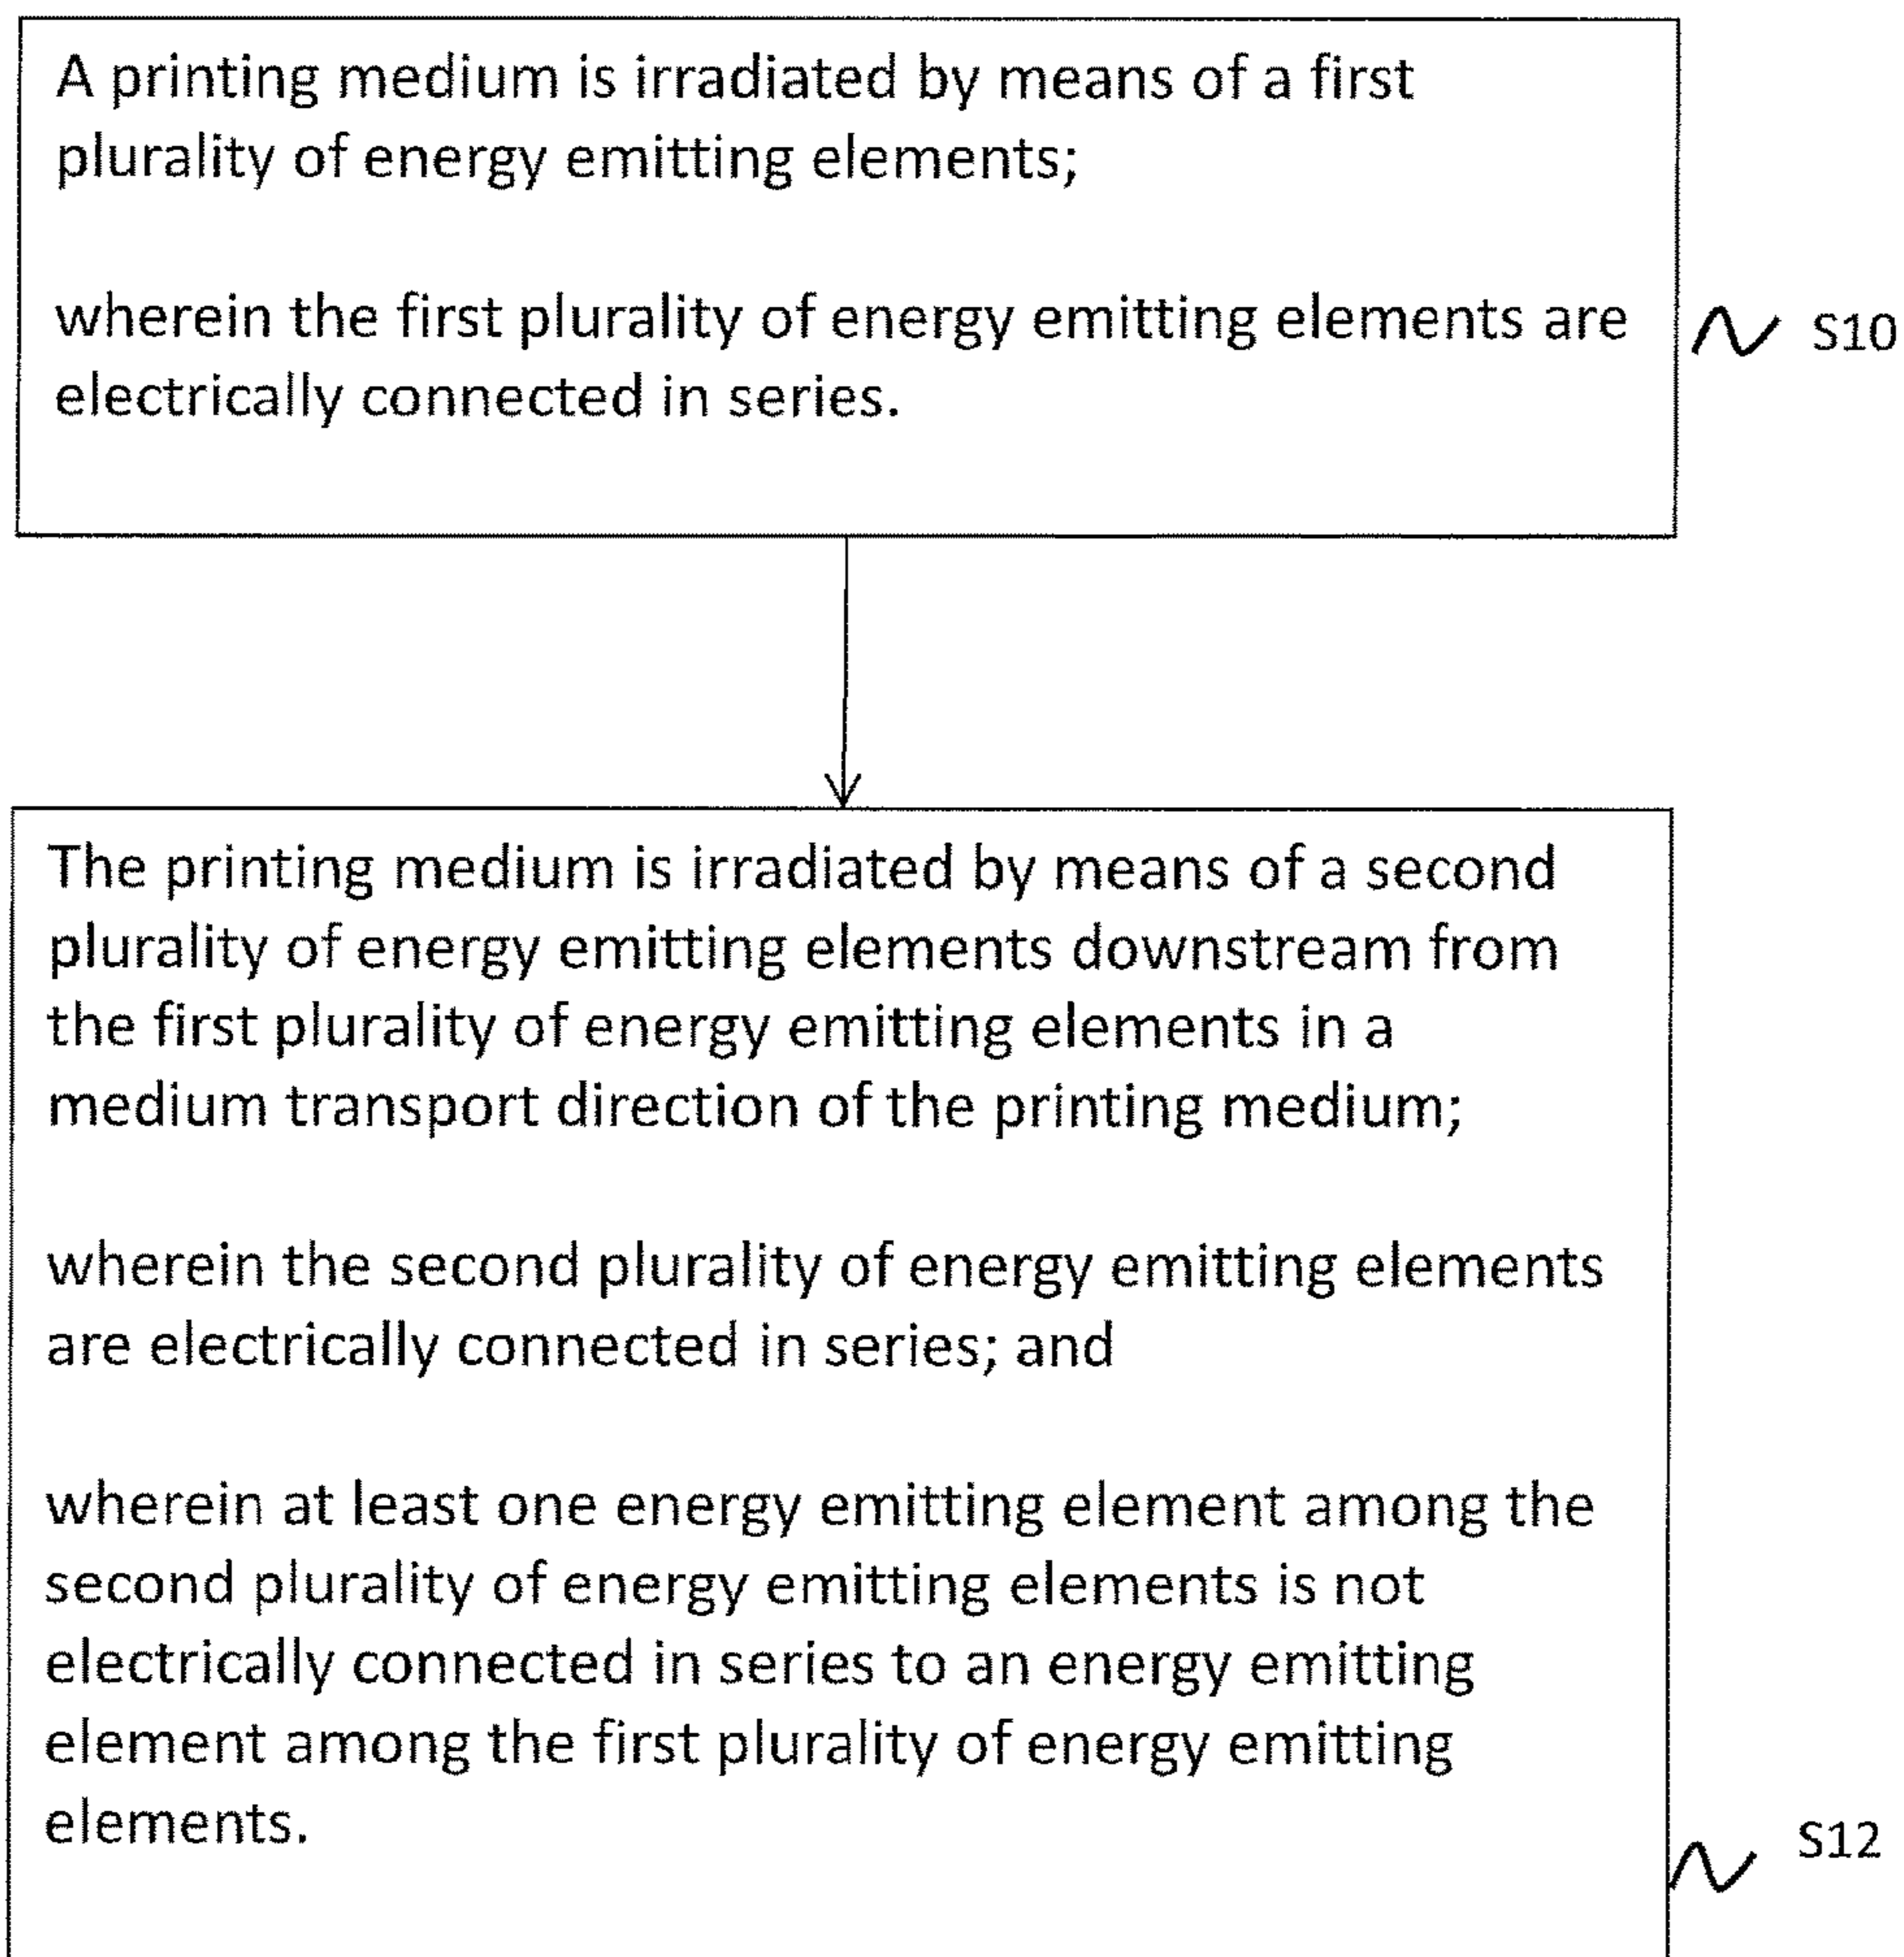 A printing medium is irradiated by means of a first
plurality of energy emitting elements;
wherein the first plurality of energy emitting elements are
electrically connected in series.
S10
The printing medium is irradiated by means of a second
plurality of energy emitting elements downstream from
the first plurality of energy emitting elements in a
medium transport direction of the printing medium;
wherein the second plurality of energy emitting elements
are electrically connected in series; and
wherein at least one energy emitting element among the
second plurality of energy emitting elements is not
electrically connected in series to an energy emitting
element among the first plurality of energy emitting
elements.
S12